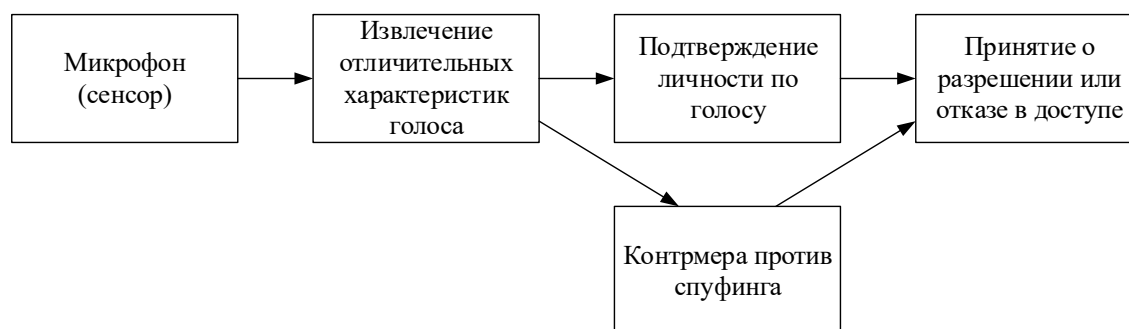 Микрофон
(сенсор)
Извлечение
отличительных
характеристик
голоса
Подтверждение
личности по
голосу
Принятие о
разрешении или
отказе в доступе
Контрмера против
спуфинга